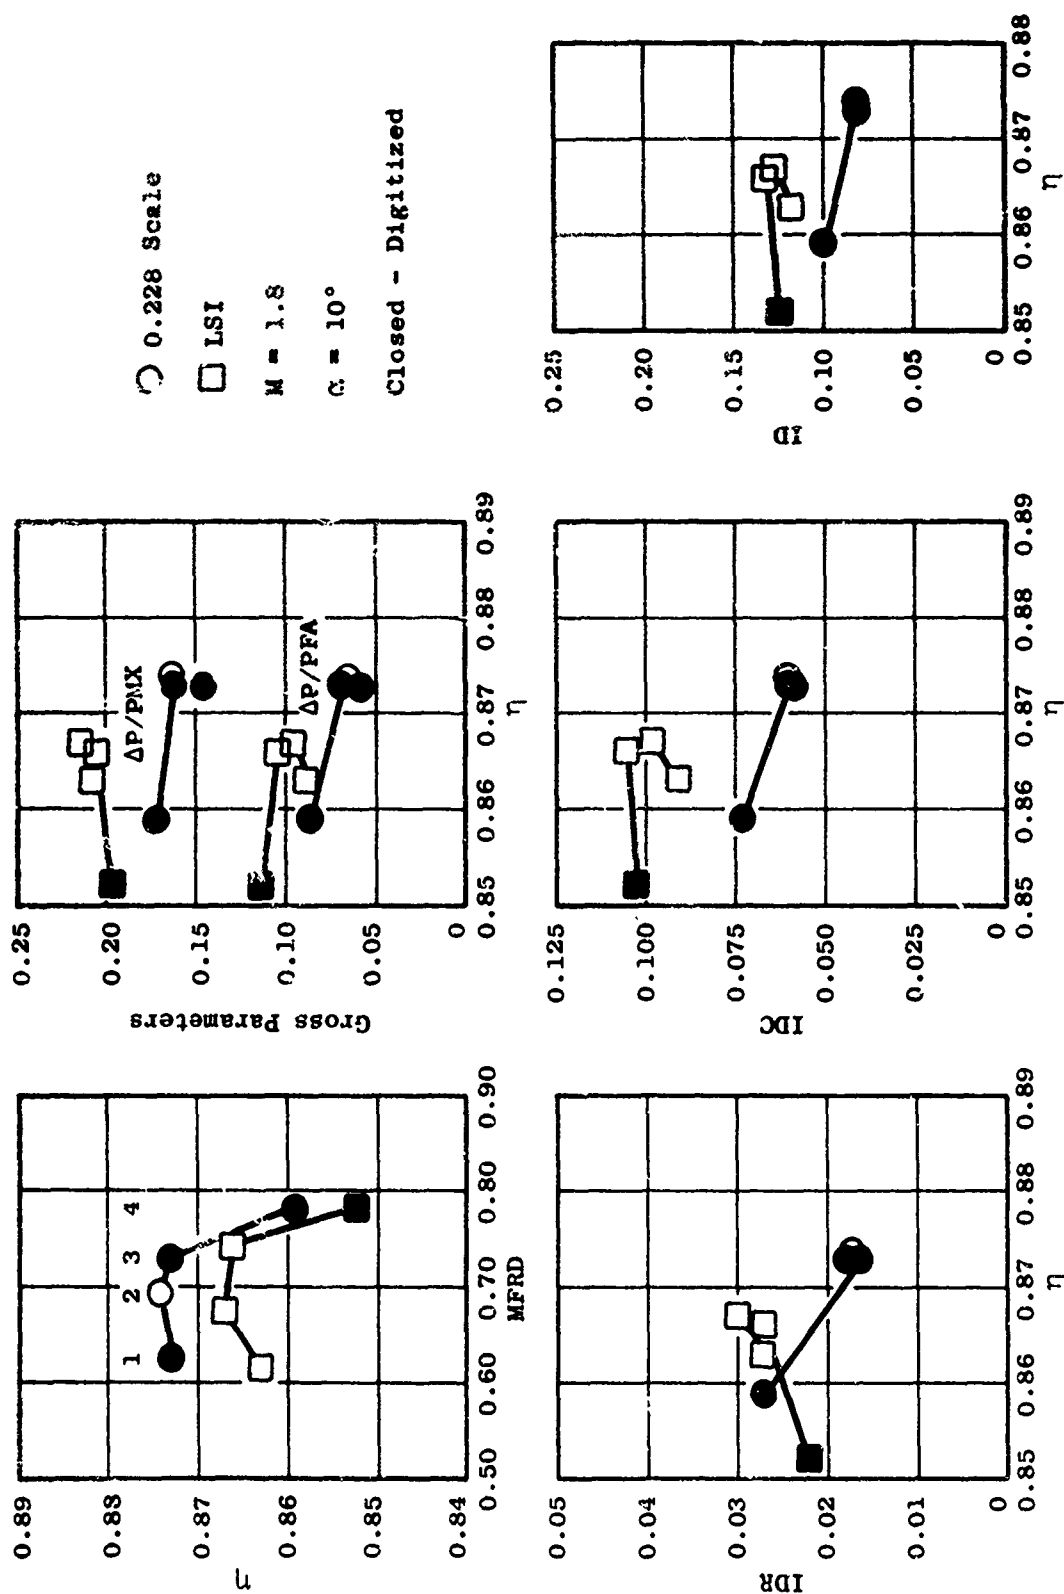 0.89
0.88
0.87
0.86
0.85
0.84
η
1 2 3 4
0.50 0.60 0.70 0.80 0.90
MFRD
0.25
0.20
0.15
0.10
0.05
0
Gross Parameters
ΔP/PMX
ΔP/PFA
0.85 0.86 0.87 0.88 0.89
η
0.228 Scale
LSI
M = 1.8
α = 10°
Closed - Digitized
0.05
0.04
0.03
0.02
0.01
0
IDR
0.85 0.86 0.87 0.88 0.89
η
0.125
0.100
0.075
0.050
0.025
0
IDC
0.85 0.86 0.87 0.88 0.89
η
0.25
0.20
0.15
0.10
0.05
0
ID
0.85 0.86 0.87 0.88
η